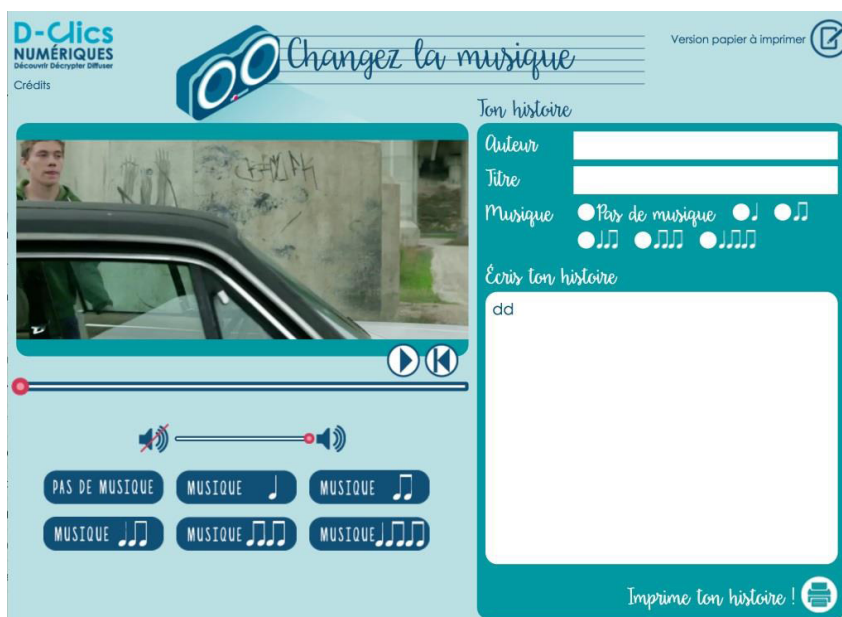 D-Clics
NUMÉRIQUES
Découvrir Décrypter Diffuser
Crédits
Changez la musique
Version papier à imprimer
Ton histoire
Auteur
Titre
Musique Pas de musique
Écris ton histoire
dd
PAS DE MUSIQUE
MUSIQUE
MUSIQUE
MUSIQUE
MUSIQUE
MUSIQUE
Imprime ton histoire !